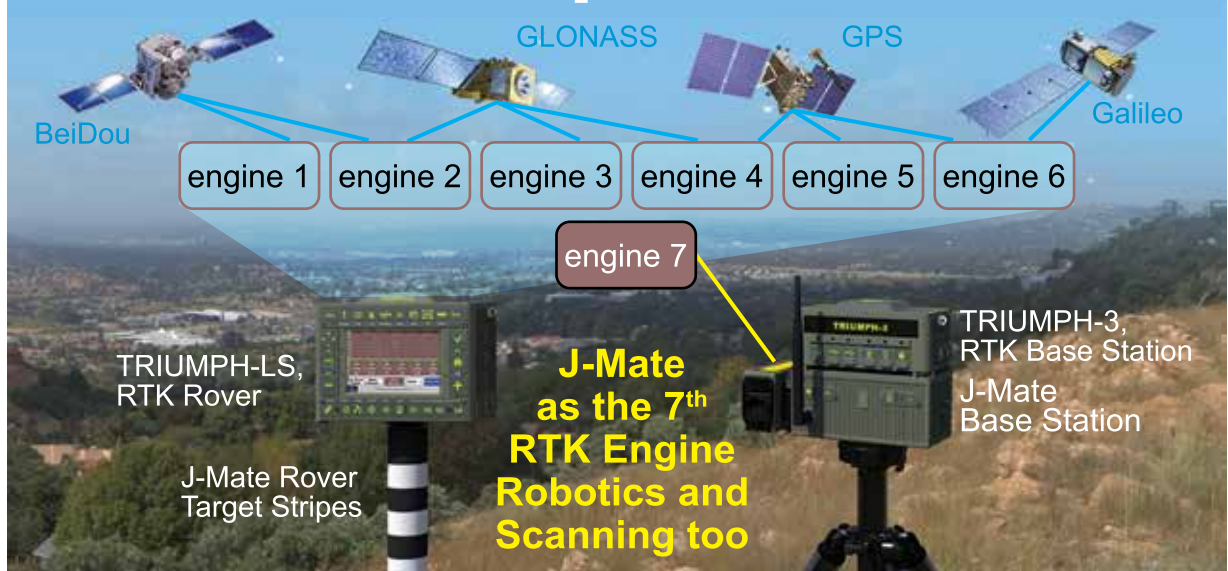 GLONASS
GPS
BeiDou
Galileo
engine 1
engine 2
engine 3
engine 4
engine 5
engine 6
engine 7
TRIUMPH-3
TRIUMPH-LS,
RTK Rover
J-Mate
as the 7th
RTK Engine
Robotics and
Scanning too
TRIUMPH-3,
RTK Base Station
J-Mate
Base Station
J-Mate Rover
Target Stripes